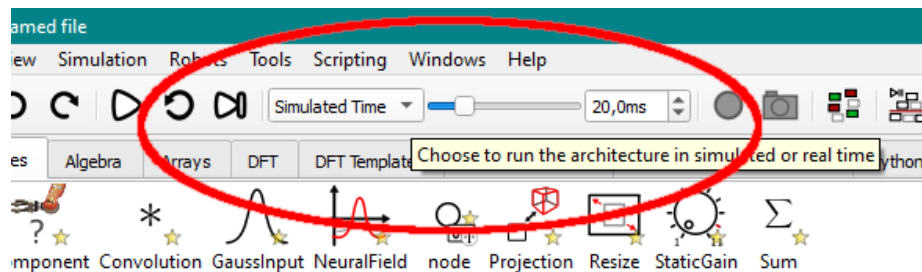 amed file
iew Simulation Robots Tools Scripting Windows Help
Simulated Time 20,0ms
es Algebra Arrays DFT DFT Template ython
Choose to run the architecture in simulated or real time
?
omponent Convolution GaussInput NeuralField node Projection Resize StaticGain Sum